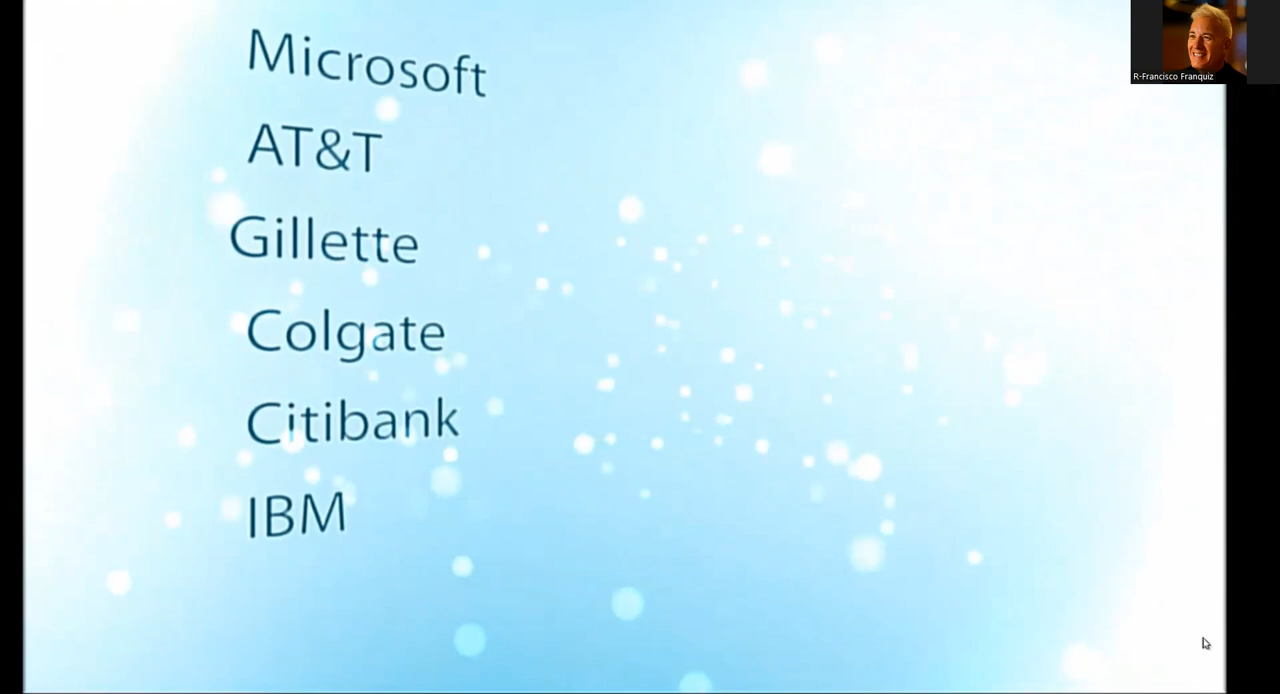 Microsoft
AT&T
Gillette
Colgate
Citibank
IBM
R-Francisco Franquiz